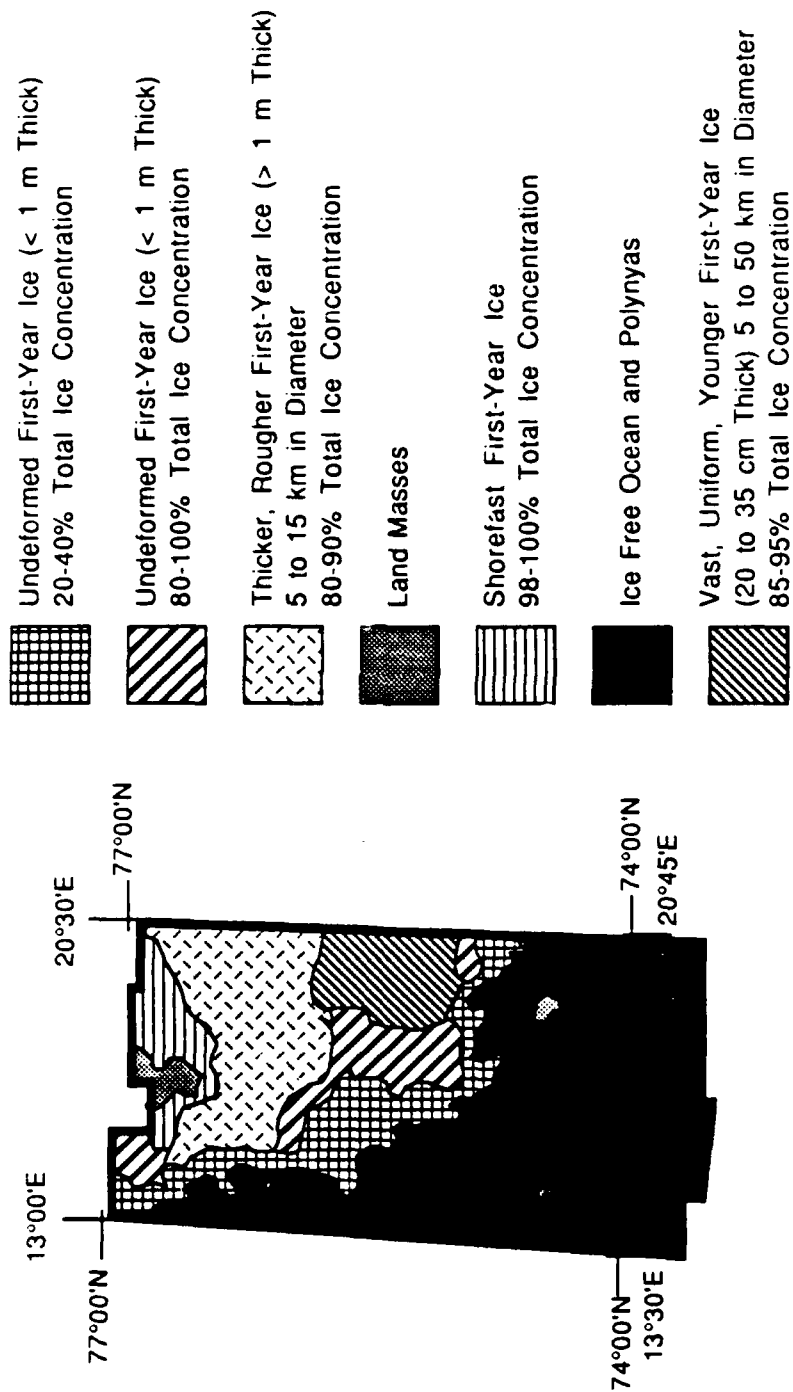 77°00'N
13°00'E
20°30'E
77°00'N
74°00'N
13°30'E
74°00'N
20°45'E
Undeformed First-Year Ice (< 1 m Thick)
20-40% Total Ice Concentration
Undeformed First-Year Ice (< 1 m Thick)
80-100% Total Ice Concentration
Thicker, Rougher First-Year Ice (> 1 m Thick)
5 to 15 km in Diameter
80-90% Total Ice Concentration
Land Masses
Shorefast First-Year Ice
98-100% Total Ice Concentration
Ice Free Ocean and Polynyas
Vast, Uniform, Younger First-Year Ice
(20 to 35 cm Thick) 5 to 50 km in Diameter
85-95% Total Ice Concentration